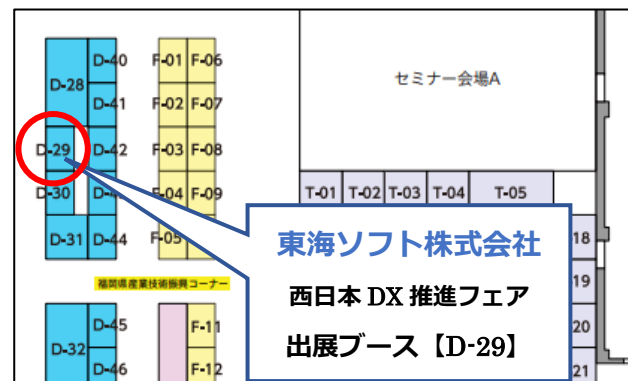 D-28
D-40
D-41
D-29
D-42
D-30
D-31
D-44
F-01
F-06
F-02
F-07
F-03
F-08
F-04
F-09
F-05
セミナー会場A
T-01
T-02
T-03
T-04
T-05
東海ソフト株式会社
西日本 DX 推進フェア
出展ブース【D-29】
18
19
20
21
福岡県産業技術振興コーナー
D-32
D-45
D-46
F-11
F-12